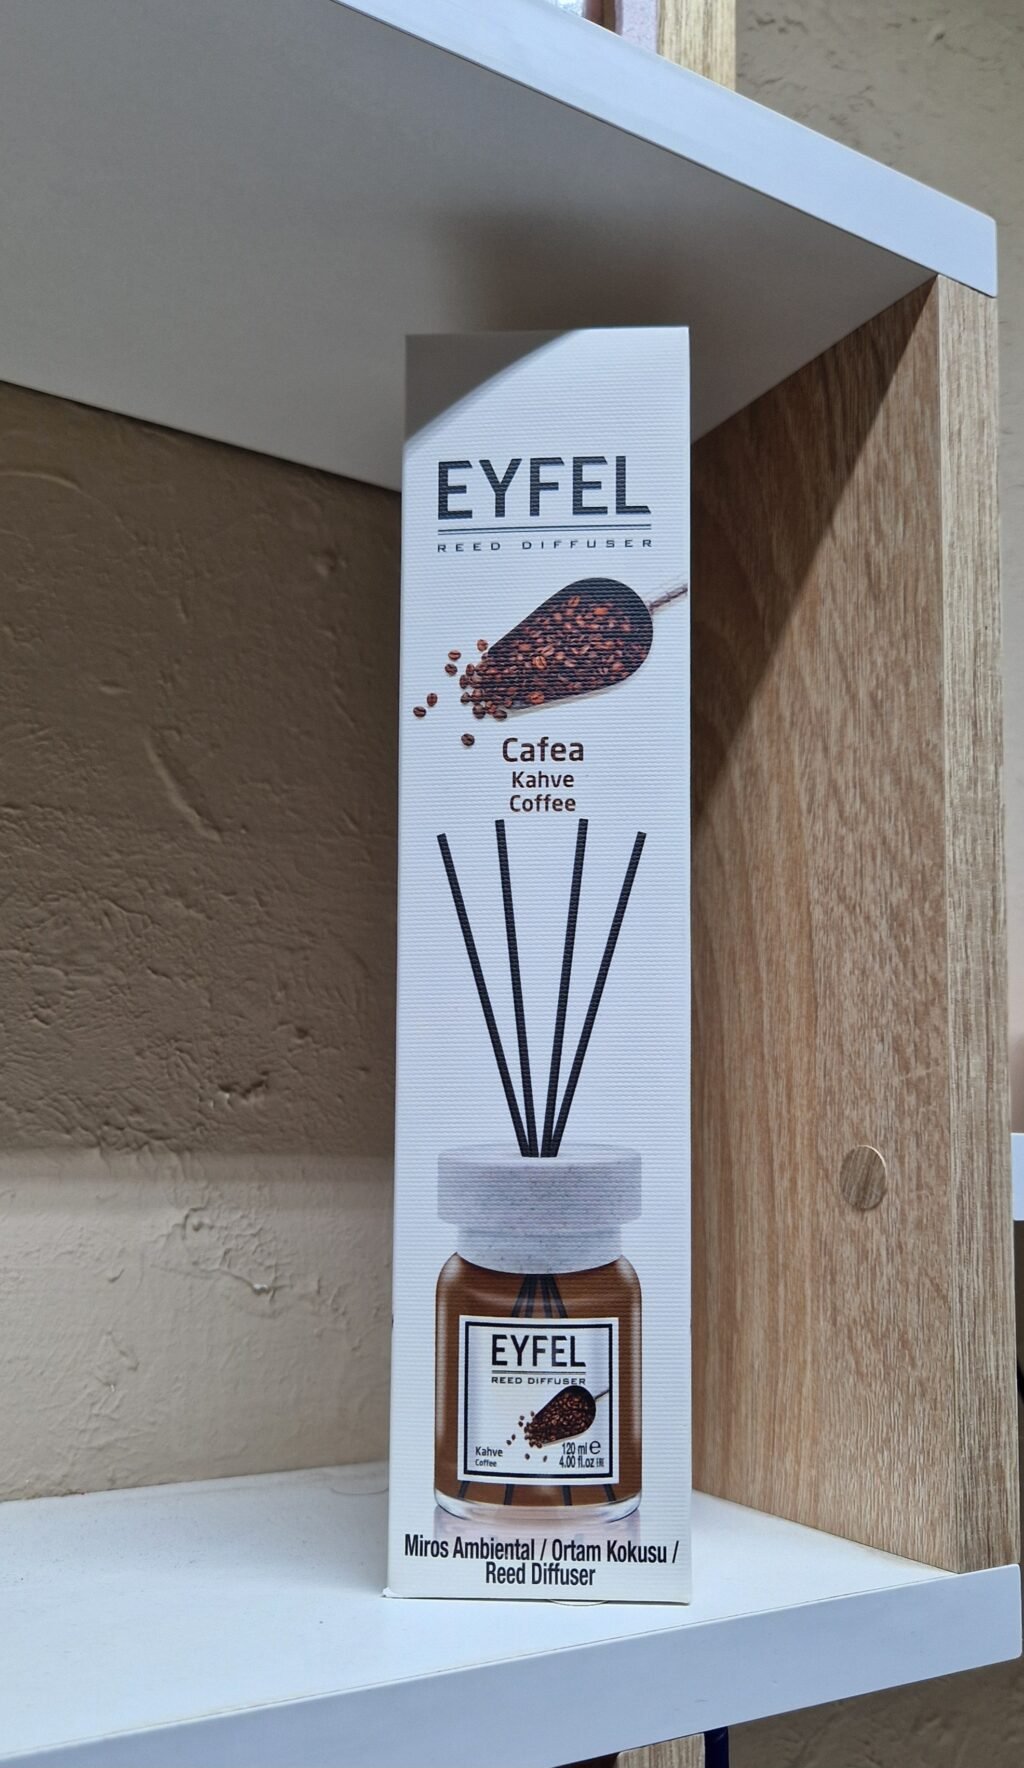 EYFEL
REED DIFFUSER
Cafea
Kahve
Coffee
EYFEL
REED DIFFUSER
Kahve
Coffee
120 ml e
4.00 fl.oz
Miros Ambiental / Ortam Kokusu /
Reed Diffuser